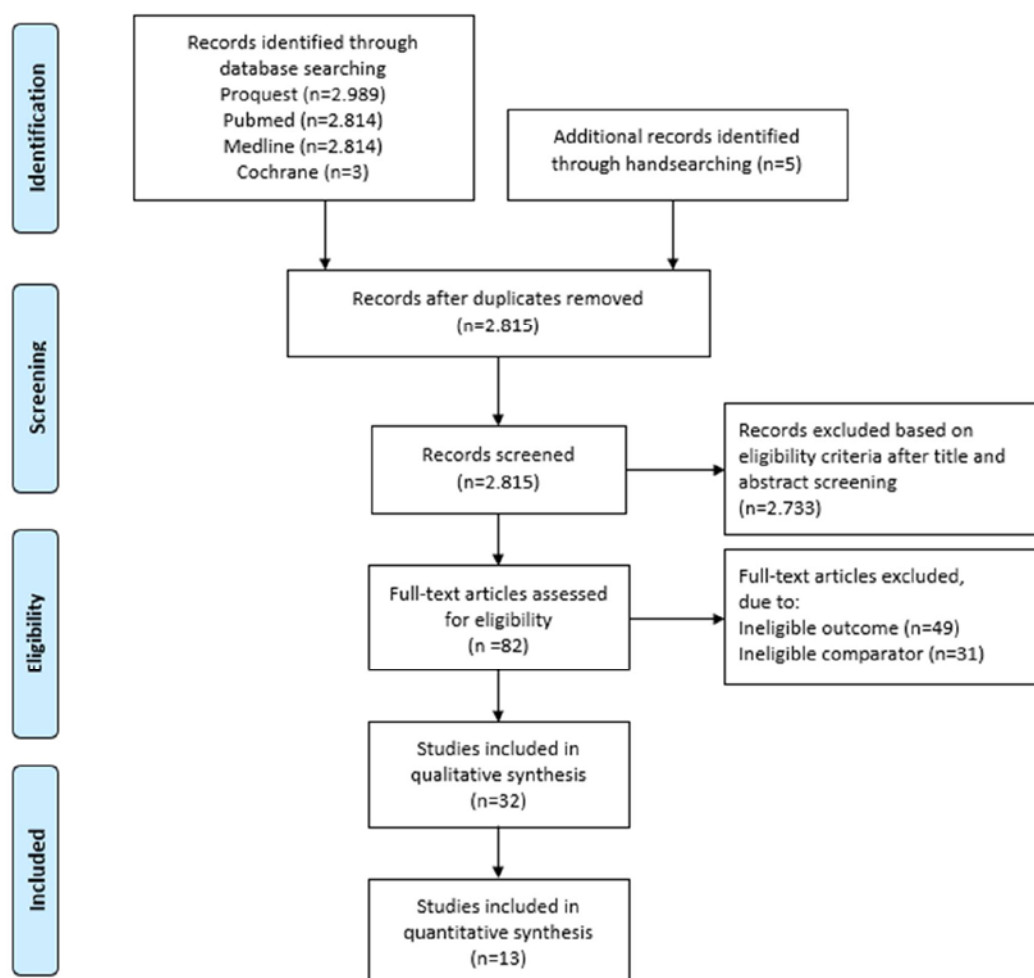 Identification
Records identified through
database searching
Proquest (n=2.989)
Pubmed (n=2.814)
Medline (n=2.814)
Cochrane (n=3)
Additional records identified
through handsearching (n=5)
Screening
Records after duplicates removed
(n=2.815)
Records screened
(n=2.815)
Records excluded based on
eligibility criteria after title and
abstract screening
(n=2.733)
Eligibility
Full-text articles assessed
for eligibility
(n =82)
Full-text articles excluded,
due to:
Ineligible outcome (n=49)
Ineligible comparator (n=31)
Included
Studies included in
qualitative synthesis
(n=32)
Studies included in
quantitative synthesis
(n=13)